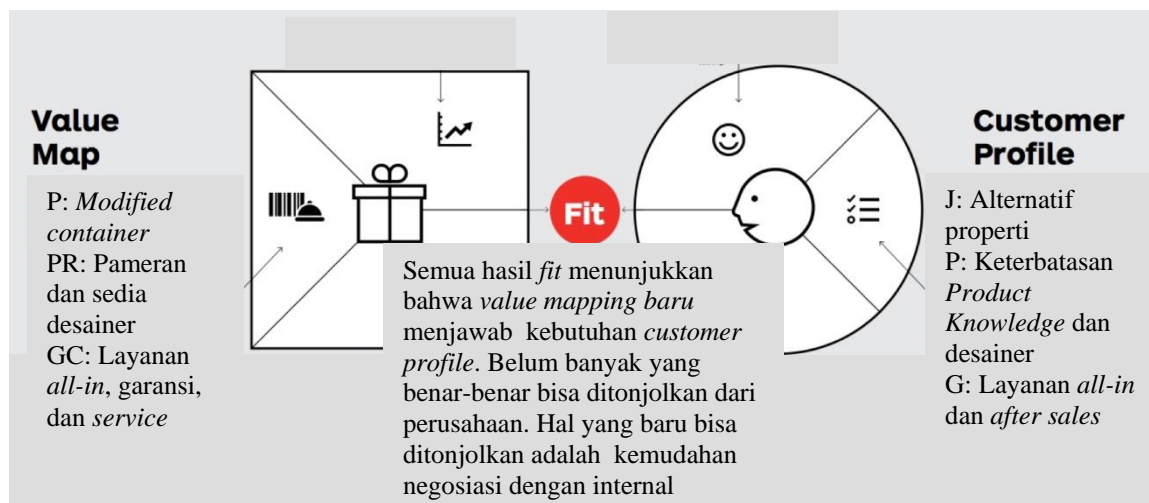 Value
Map
P: Modified
container
PR: Pameran
dan sedia
desainer
GC: Layanan
all-in, garansi,
dan service
Fit
Semua hasil fit menunjukkan
bahwa value mapping baru
menjawab kebutuhan customer
profile. Belum banyak yang
benar-benar bisa ditonjolkan dari
perusahaan. Hal yang baru bisa
ditonjolkan adalah kemudahan
negosiasi dengan internal
Customer
Profile
J: Alternatif
properti
P: Keterbatasan
Product
Knowledge dan
desainer
G: Layanan all-in
dan after sales